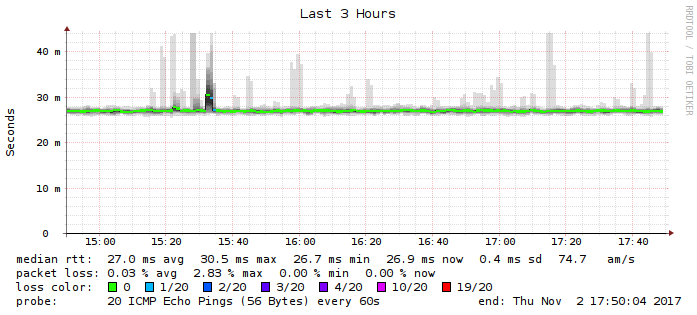 Last 3 Hours
RRDTOOL / TOBI OETIKER
Seconds
40 m
30 m
20 m
10 m
0
15:00 15:20 15:40 16:00 16:20 16:40 17:00 17:20 17:40
median rtt: 27.0 ms avg 30.5 ms max 26.7 ms min 26.9 ms now 0.4 ms sd 74.7 am/s
packet loss: 0.03 % avg 2.83 % max 0.00 % min 0.00 % now
loss color: 0 1/20 2/20 3/20 4/20 10/20 19/20
probe: 20 ICMP Echo Pings (56 Bytes) every 60s end: Thu Nov 2 17:50:04 2017